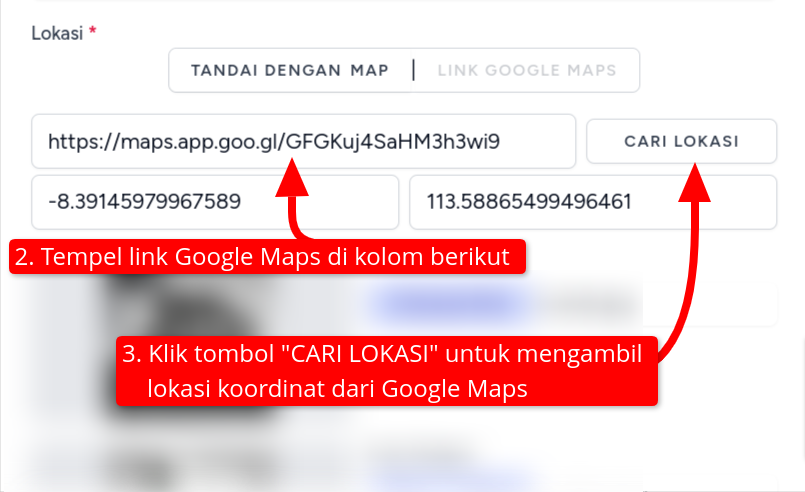 Lokasi *
TANDAI DENGAN MAP | LINK GOOGLE MAPS
https://maps.app.goo.gl/GFGKuj4SaHM3h3wi9 CARI LOKASI
-8.39145979967589 113.58865499496461
2. Tempel link Google Maps di kolom berikut
3. Klik tombol "CARI LOKASI" untuk mengambil
lokasi koordinat dari Google Maps